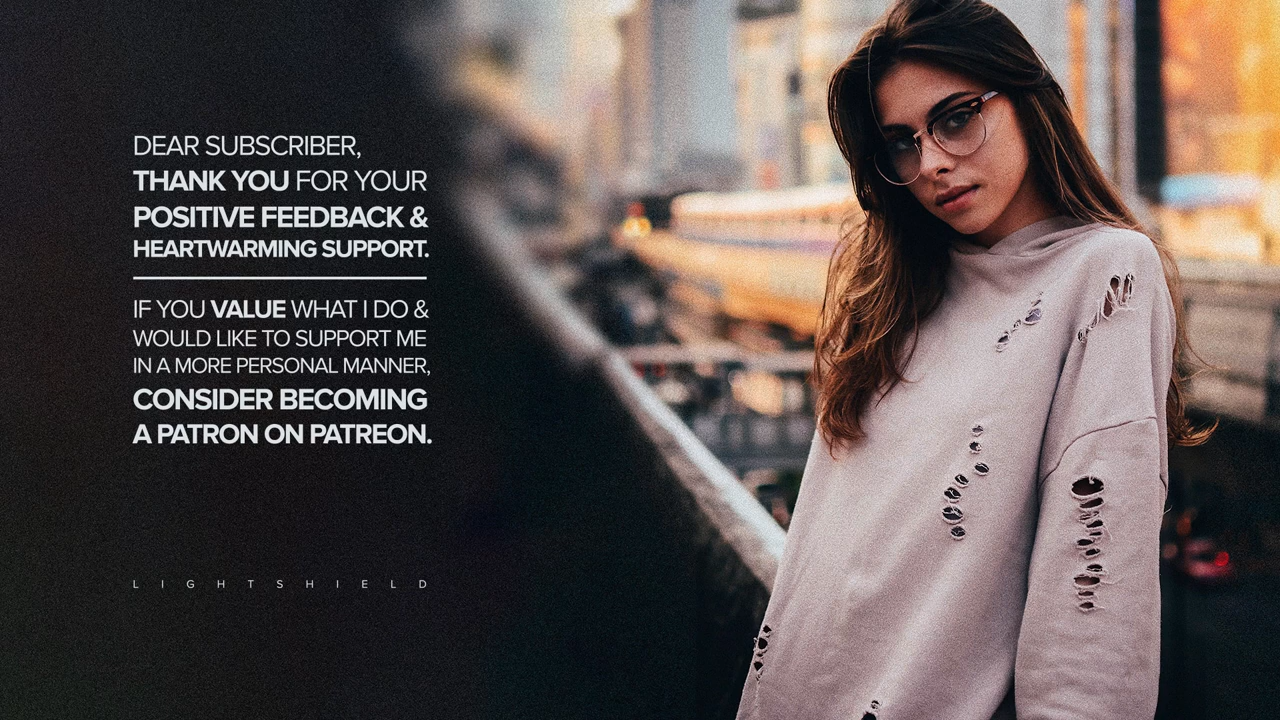 DEAR SUBSCRIBER,
THANK YOU FOR YOUR
POSITIVE FEEDBACK &
HEARTWARMING SUPPORT.
IF YOU VALUE WHAT I DO &
WOULD LIKE TO SUPPORT ME
IN A MORE PERSONAL MANNER,
CONSIDER BECOMING
A PATRON ON PATREON.
LIGHTSHIELD